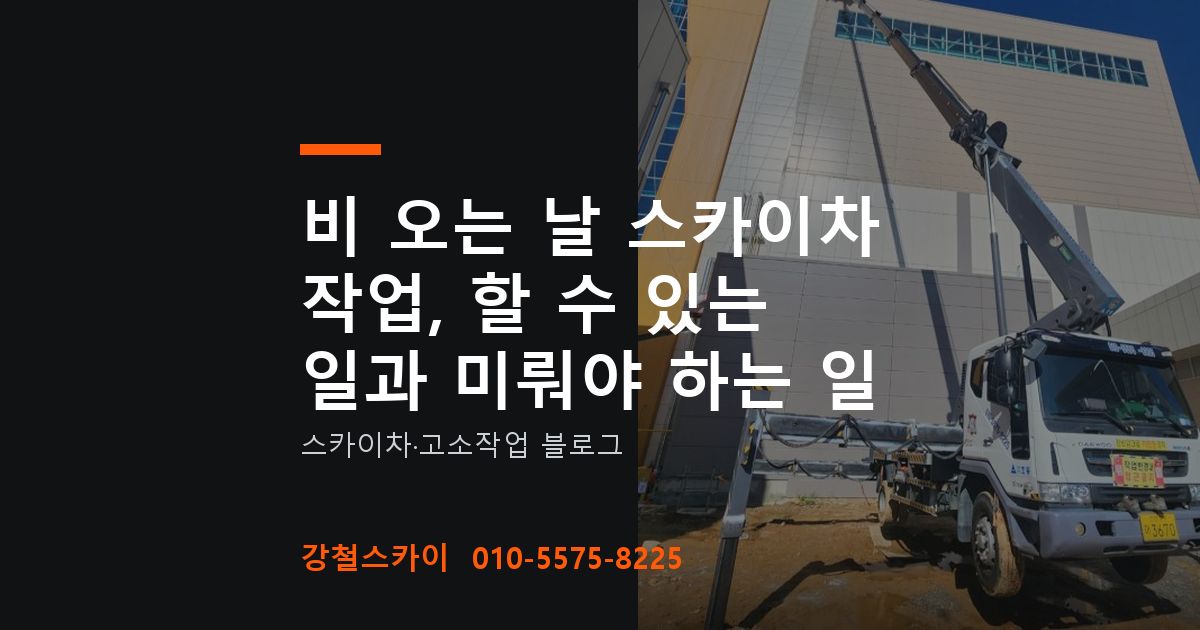 비 오는 날 스카이차
작업, 할 수 있는
일과 미뤄야 하는 일
스카이차·고소작업 블로그
강철스카이 010-5575-8225
DAEWOO
3670